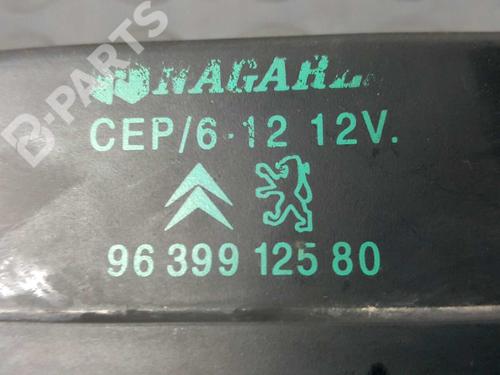 NAGARES
CEP/6-12 12V.
96 399 125 80
B-PARTS